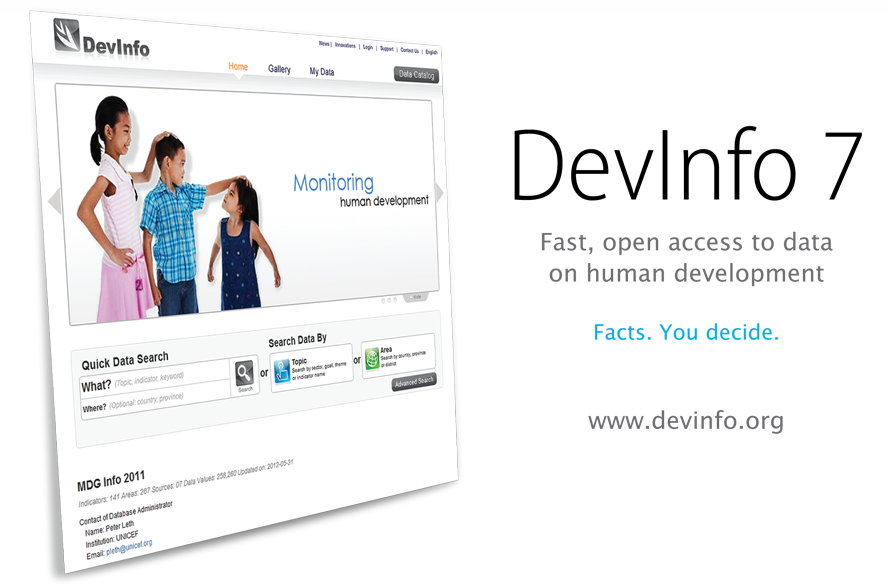 DevInfo
News | Innovations | Login | Support | Contact Us | English
Home Gallery My Data
Data Catalog
Monitoring
human development
Quick Data Search
What? (Topic, indicator, keyword)
Where? (Optional: country, province)
Search
or
Search Data By
Topic
Search by sector, goal, theme
or indicator name
or
Area
Search by country, province
or district
Advanced Search
MDG Info 2011
Indicators: 141 Areas: 267 Sources: 07 Data Values: 258,260 Updated on: 2012-05-31
Contact of Database Administrator
Name: Peter Leth
Institution: UNICEF
Email: pleth@unicef.org
DevInfo 7
Fast, open access to data
on human development
Facts. You decide.
www.devinfo.org